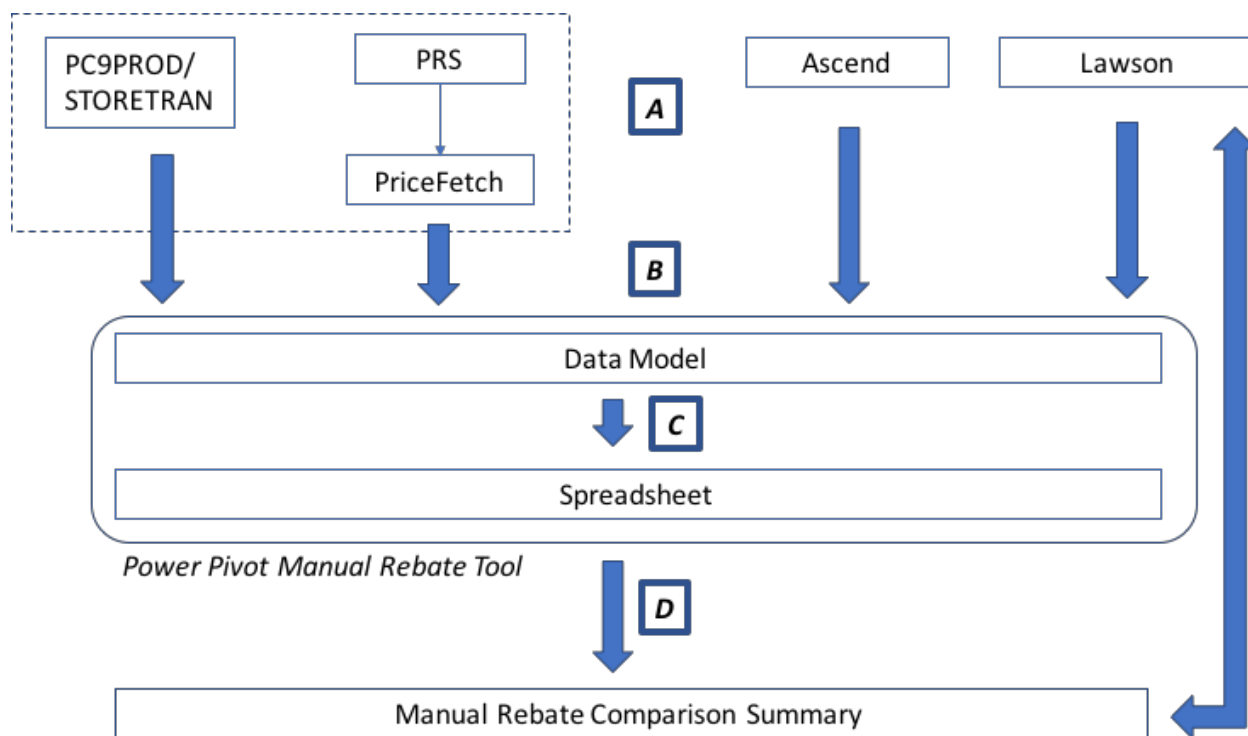 PC9PROD/
STORETRAN
PRS
PriceFetch
A
Ascend
Lawson
B
Data Model
C
Spreadsheet
Power Pivot Manual Rebate Tool
D
Manual Rebate Comparison Summary